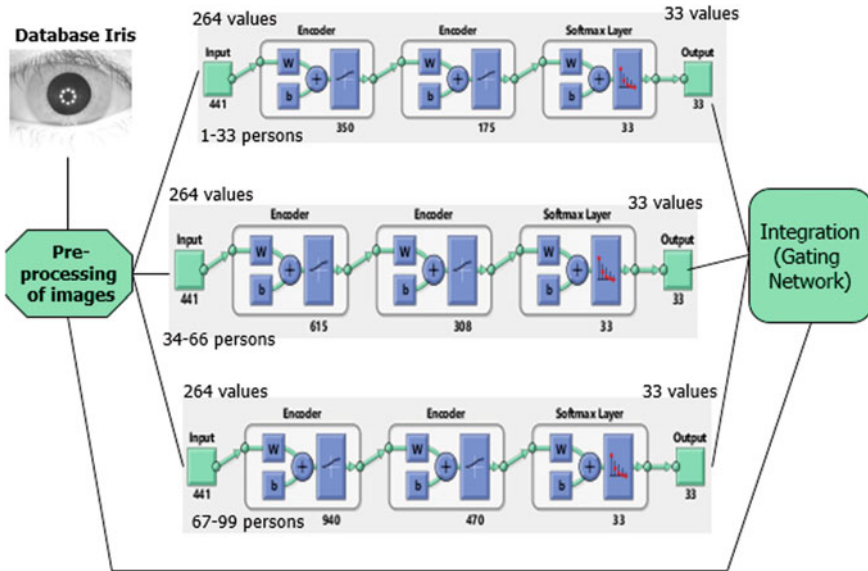 Database Iris
264 values
33 values
Input
Encoder
Encoder
Softmax Layer
Output
W
b
+
W
b
+
W
b
+
441
350
175
33
33
1-33 persons
264 values
33 values
Input
Encoder
Encoder
Softmax Layer
Output
W
b
+
W
b
+
W
b
+
441
615
308
33
33
34-66 persons
264 values
33 values
Input
Encoder
Encoder
Softmax Layer
Output
W
b
+
W
b
+
W
b
+
441
940
470
33
33
67-99 persons
Pre-
processing
of images
Integration
(Gating
Network)